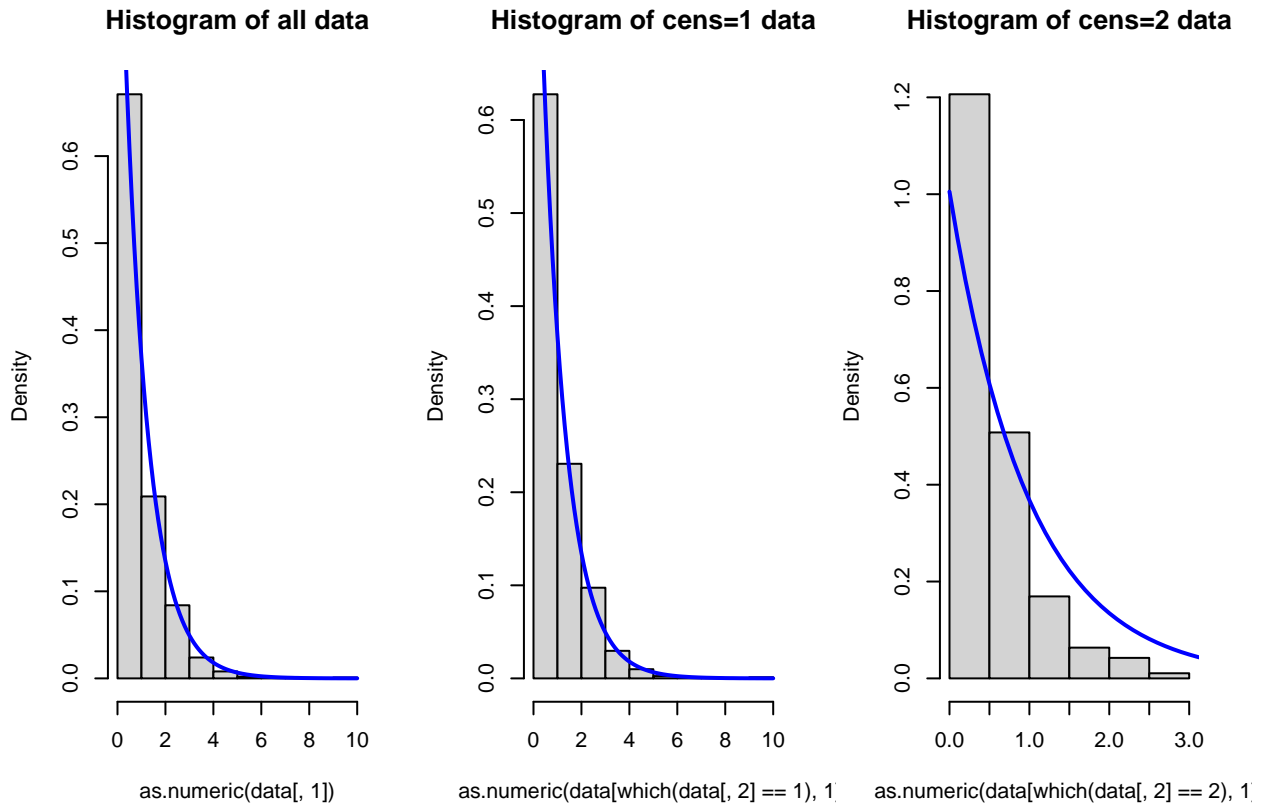 Histogram of all data
Density
0.0 0.1 0.2 0.3 0.4 0.5 0.6
0 2 4 6 8 10
as.numeric(data[, 1])
Histogram of cens=1 data
Density
0.0 0.1 0.2 0.3 0.4 0.5 0.6
0 2 4 6 8 10
as.numeric(data[which(data[, 2] == 1), 1]
Histogram of cens=2 data
Density
0.0 0.2 0.4 0.6 0.8 1.0 1.2
0.0 1.0 2.0 3.0
as.numeric(data[which(data[, 2] == 2), 1]